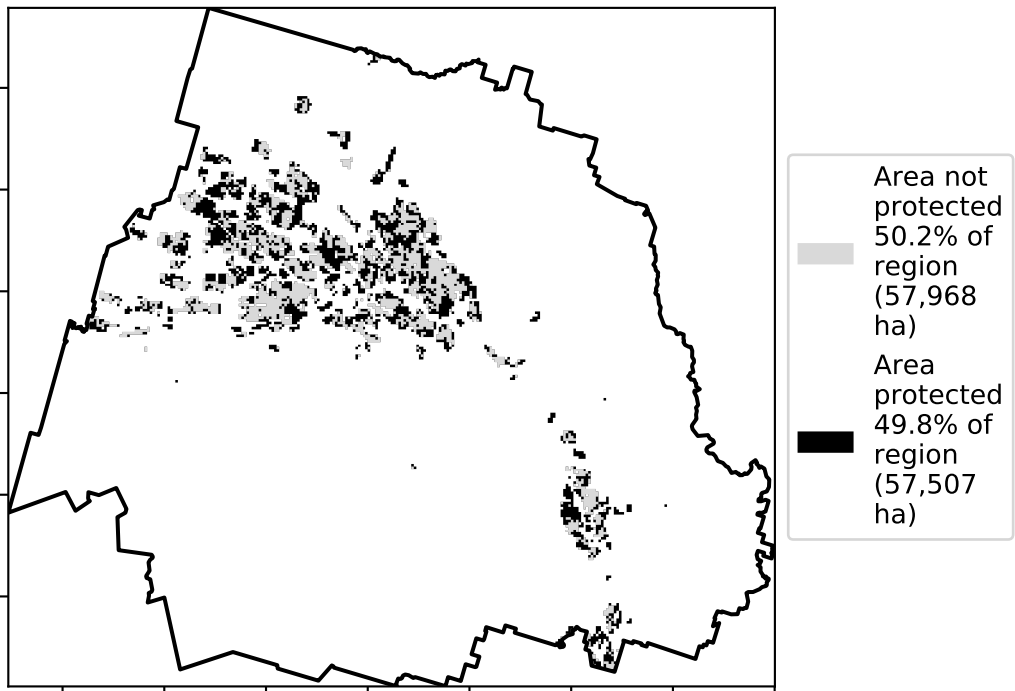 Area not
protected
50.2% of
region
(57,968
ha)
Area
protected
49.8% of
region
(57,507
ha)